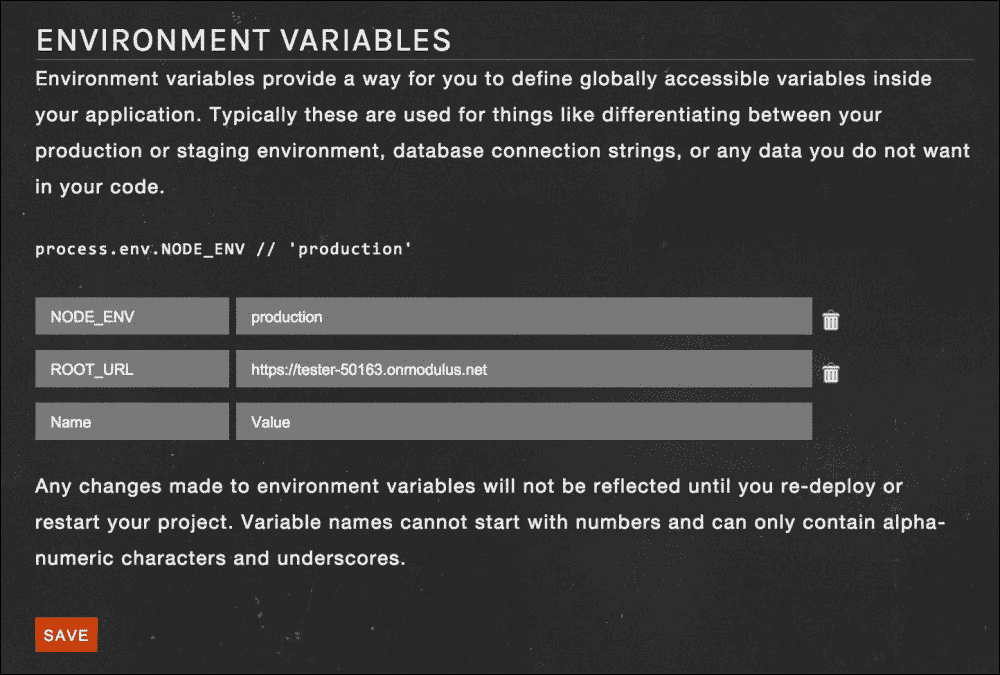 ENVIRONMENT VARIABLES
Environment variables provide a way for you to define globally accessible variables inside
your application. Typically these are used for things like differentiating between your
production or staging environment, database connection strings, or any data you do not want
in your code.
process.env.NODE_ENV // 'production'
NODE_ENV production
ROOT_URL https://tester-50163.onmodulus.net
Name Value
Any changes made to environment variables will not be reflected until you re-deploy or
restart your project. Variable names cannot start with numbers and can only contain alpha-
numeric characters and underscores.
SAVE